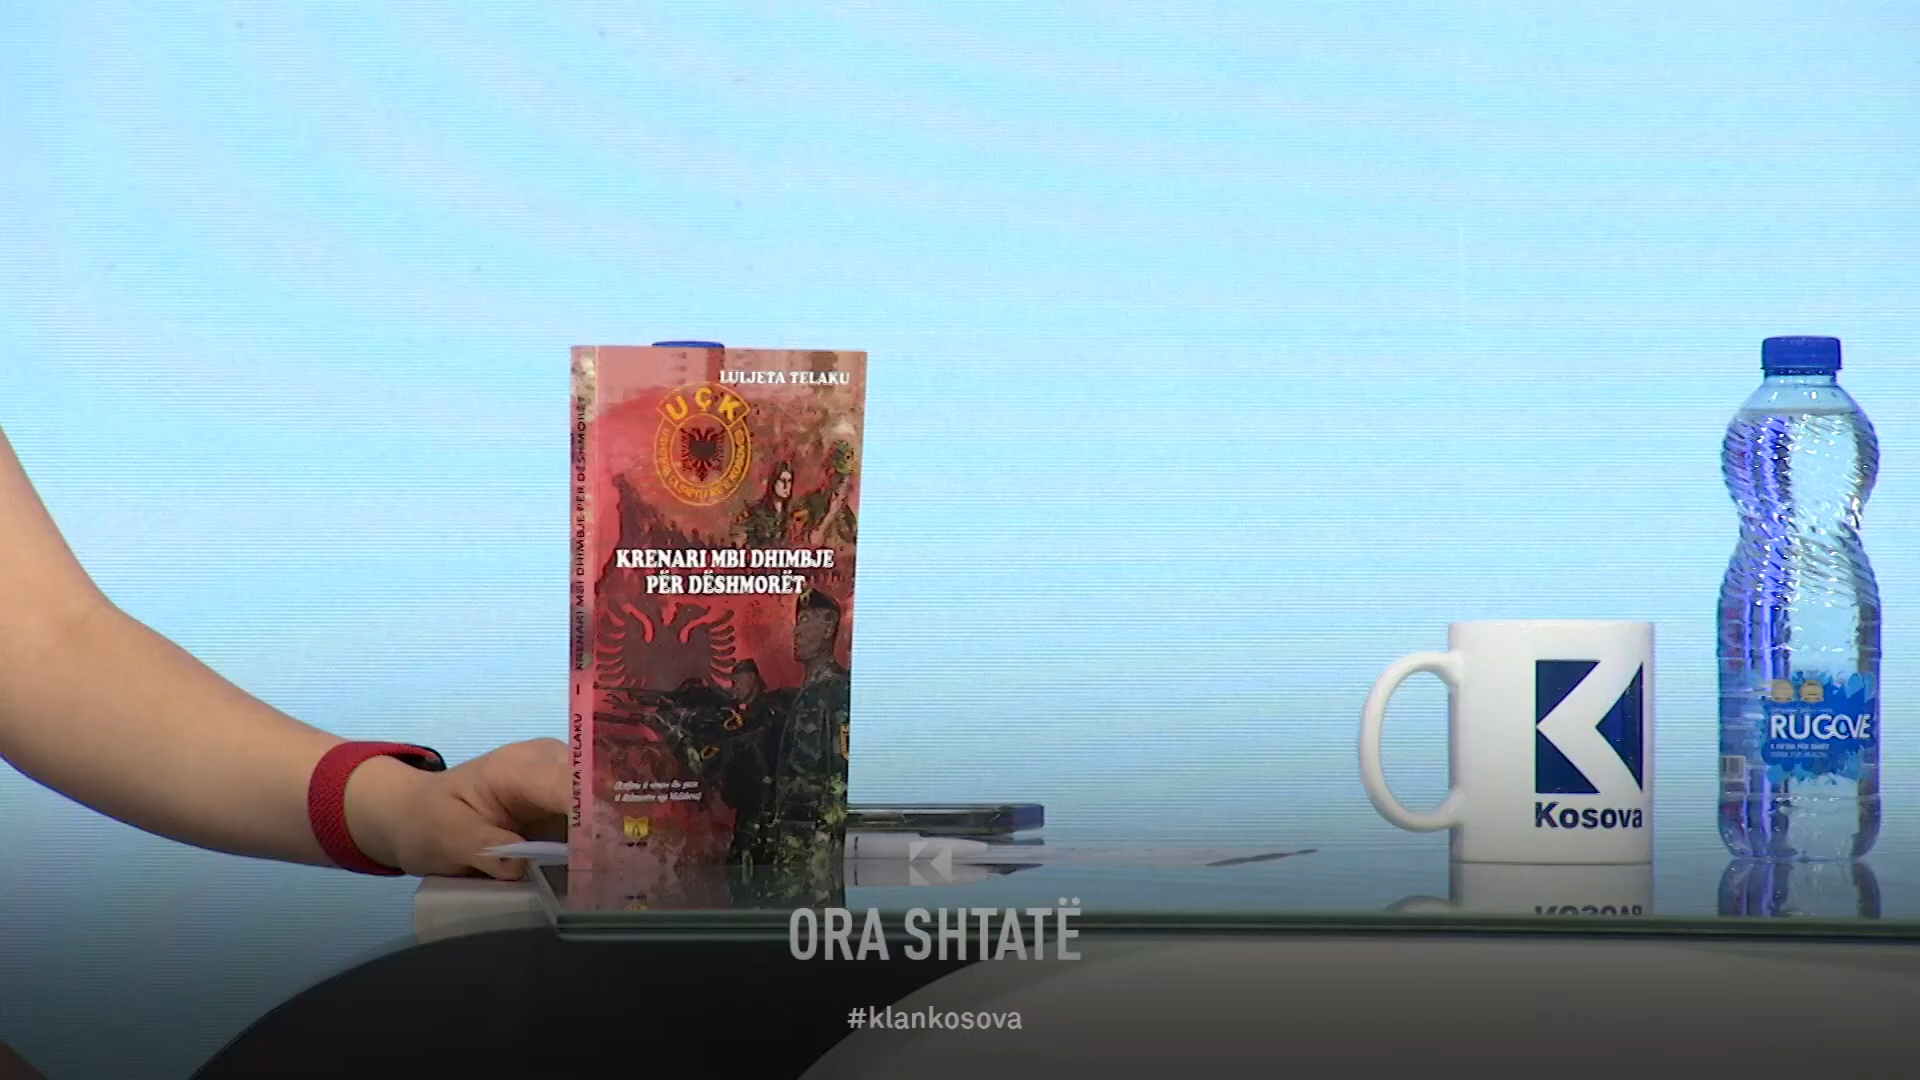 LULJETA TELAKU
UÇK
KRENARI MBI DHIMBJE
PËR DËSHMORËT
LULJETA TELAKU — KRENARI MBI DHIMBJE PËR DËSHMORËT
Kosova
RUGOVE
ORA SHTATË
#klankosova